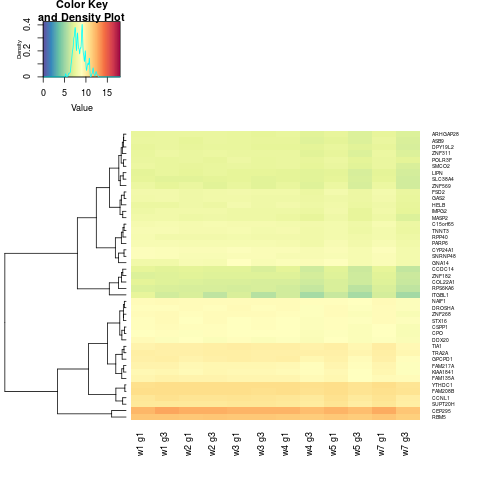 Color Key
and Density Plot
Density
0 0.2 0.4
0 5 10 15
Value
ARHGAP28
ASB9
DPY19L2
ZNF311
POLR3F
SMCO2
LIPN
SLC38A4
ZNF569
FSD2
GAS2
HELB
IMPG2
MASP2
C15orf65
TNNT3
RPP40
PARP6
CYP24A1
SNRNP48
GNA14
CCDC14
ZNF182
COL22A1
RPS6KA6
ITGBL1
NAIF1
DROSHA
ZNF268
STX16
CSPP1
CPO
DDX20
TIA1
TRA2A
GPCPD1
FAM217A
KIAA1841
FAM135A
YTHDC1
FAM208B
CCNL1
SUPT20H
CEP295
RBM5
w1 g1
w1 g3
w2 g1
w2 g3
w3 g1
w3 g3
w4 g1
w4 g3
w5 g1
w5 g3
w7 g1
w7 g3